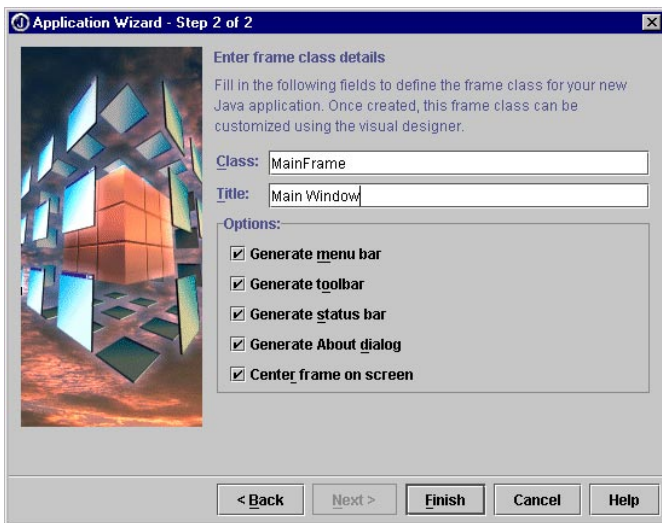 Application Wizard - Step 2 of 2
Enter frame class details
Fill in the following fields to define the frame class for your new
Java application. Once created, this frame class can be
customized using the visual designer.
Class: MainFrame
Title: Main Window
Options:
Generate menu bar
Generate toolbar
Generate status bar
Generate About dialog
Center frame on screen
< Back Next > Finish Cancel Help